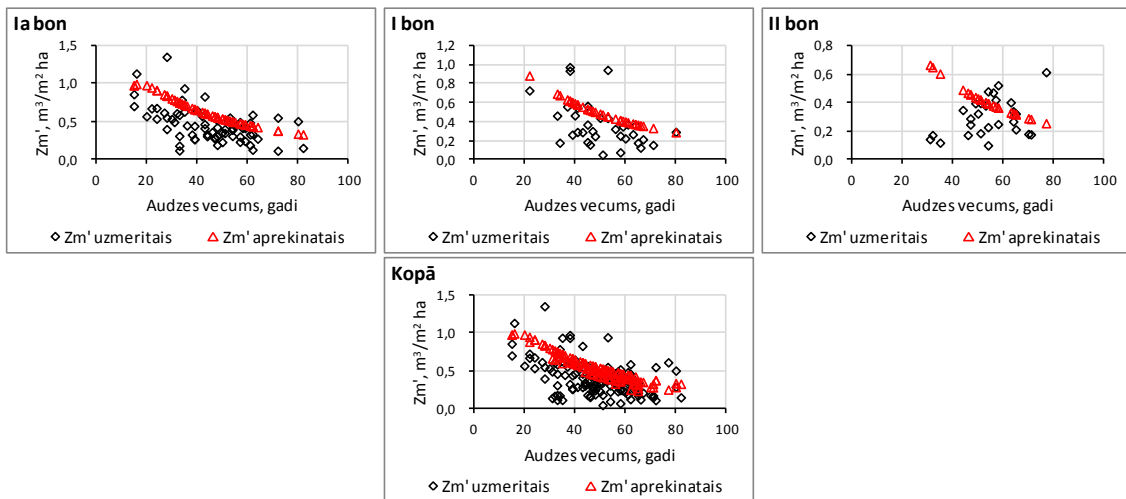 Ia bon
Zm', m³/m² ha
1,5
1,0
0,5
0,0
0 20 40 60 80 100
Audzes vecums, gadi
Zm' uzmeritais Zm' aprekinatais
I bon
Zm', m³/m² ha
1,2
1,0
0,8
0,6
0,4
0,2
0,0
0 20 40 60 80 100
Audzes vecums, gadi
Zm' uzmeritais Zm' aprekinatais
II bon
Zm', m³/m² ha
0,8
0,6
0,4
0,2
0,0
0 20 40 60 80 100
Audzes vecums, gadi
Zm' uzmeritais Zm' aprekinatais
Kopā
Zm', m³/m² ha
1,5
1,0
0,5
0,0
0 20 40 60 80 100
Audzes vecums, gadi
Zm' uzmeritais Zm' aprekinatais